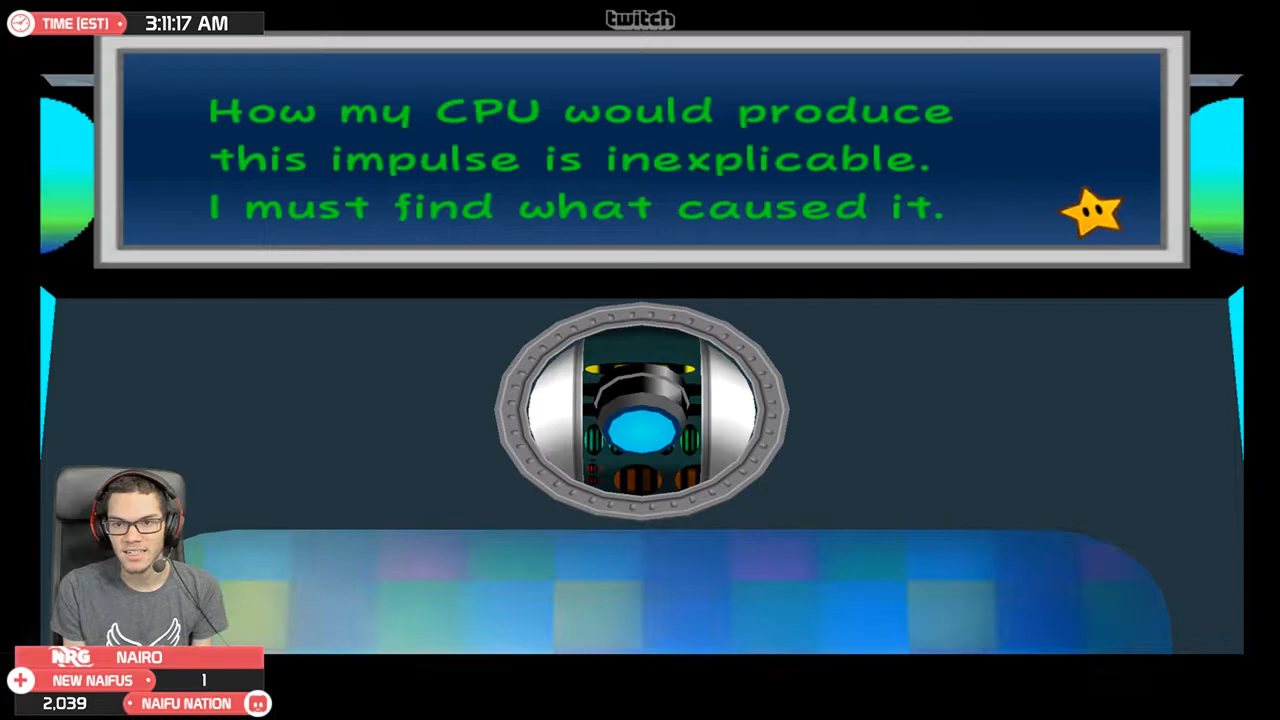 TIME [EST]
3:11:17 AM
twitch
How my CPU would produce
this impulse is inexplicable.
I must find what caused it.
NRG NAIRO
NEW NAIFUS 1
2,039 NAIFU NATION